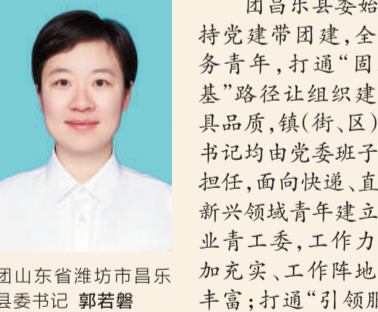 团山东省潍坊市昌乐
县委书记 郭若磐
团昌乐县委始
持党建带团建,全
务青年,打通“固
基”路径让组织建
具品质,镇(街、区)
书记均由党委班子
担任,面向快递、直
新兴领域青年建立
业青工委,工作力
加充实、工作阵地
丰富;打通“引领服